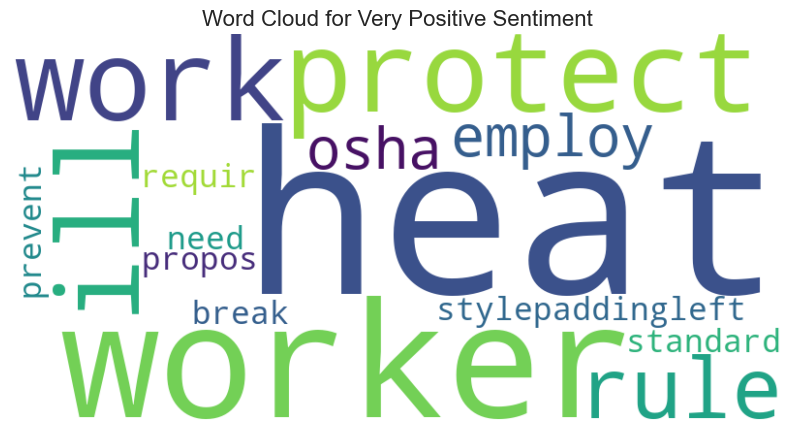 Word Cloud for Very Positive Sentiment
work
protect
osha
employ
ill
requir
heat
prevent
need
propos
break
stylepaddingleft
worker
standard
rule